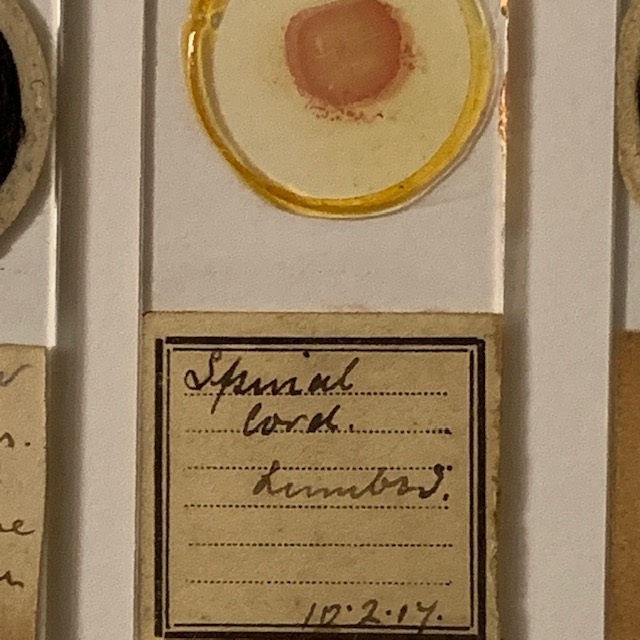 Spinal
Cord.
Lumbar.
10.2.17.